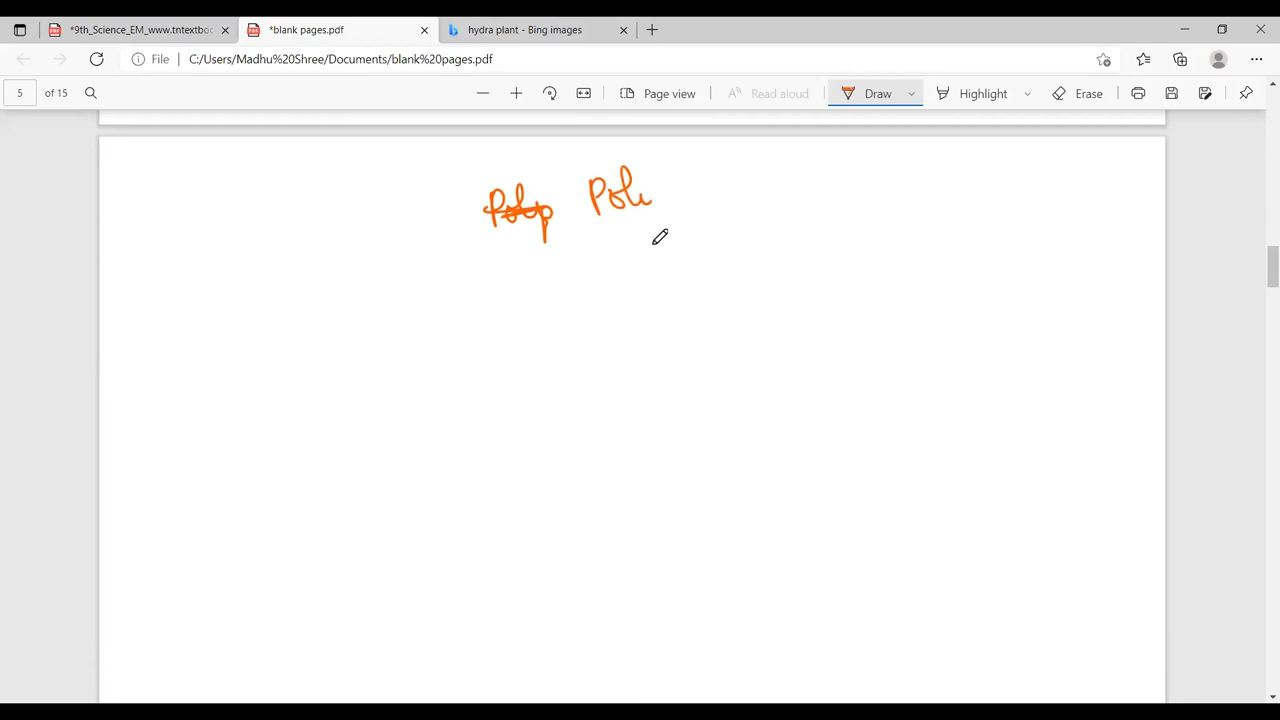 *9th_Science_EM_www.tntextboo
*blank pages.pdf
hydra plant - Bing images
File C:/Users/Madhu%20Shree/Documents/blank%20pages.pdf
5 of 15 Page view Read aloud Draw Highlight Erase
Polyp Poly